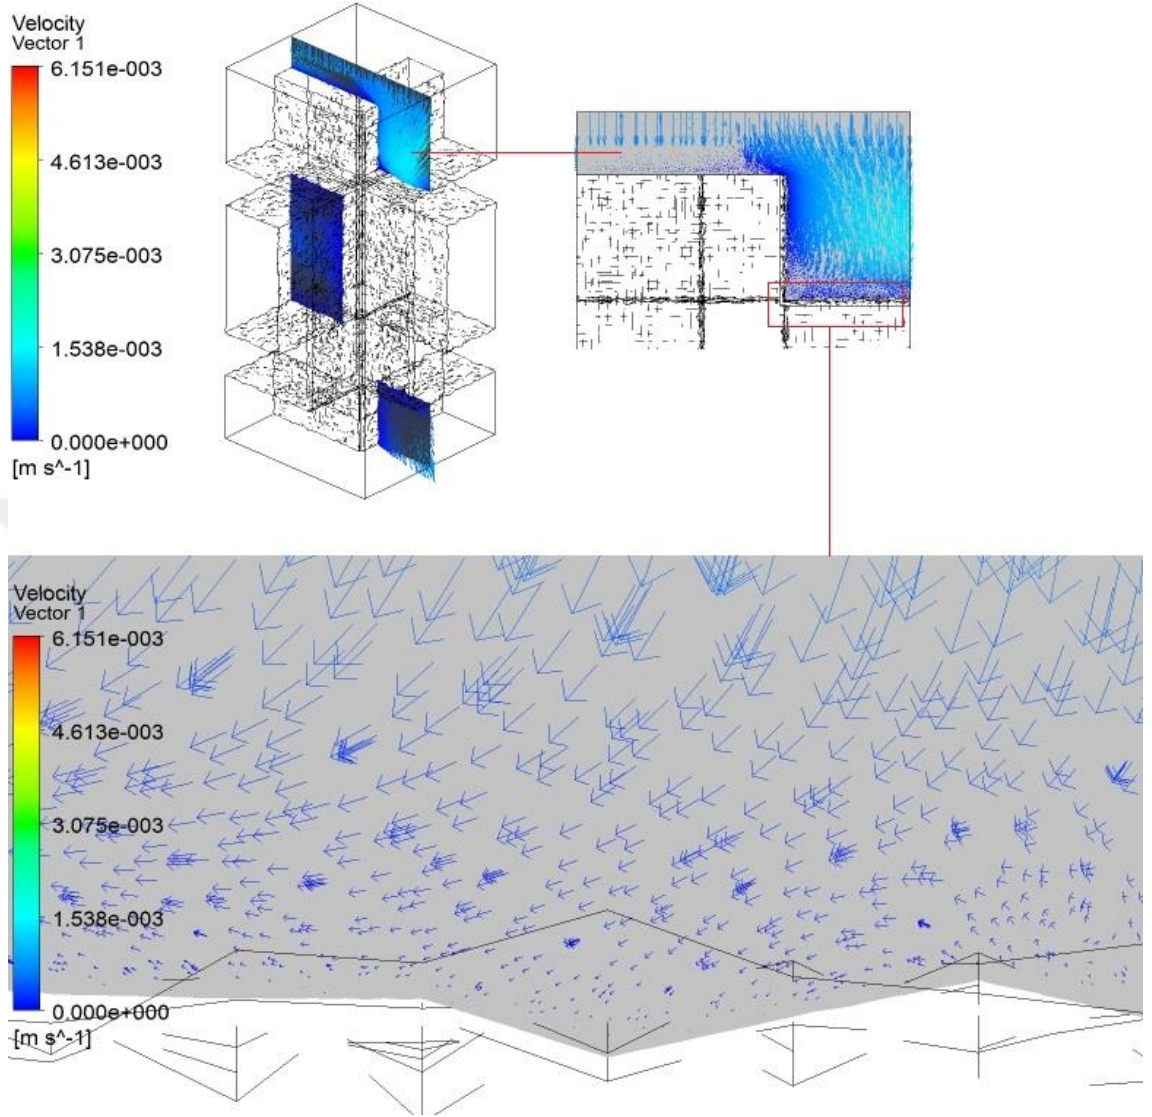 Velocity
Vector 1
6.151e-003
4.613e-003
3.075e-003
1.538e-003
0.000e+000
[m s^-1]
Velocity
Vector 1
6.151e-003
4.613e-003
3.075e-003
1.538e-003
0.000e+000
[m s^-1]